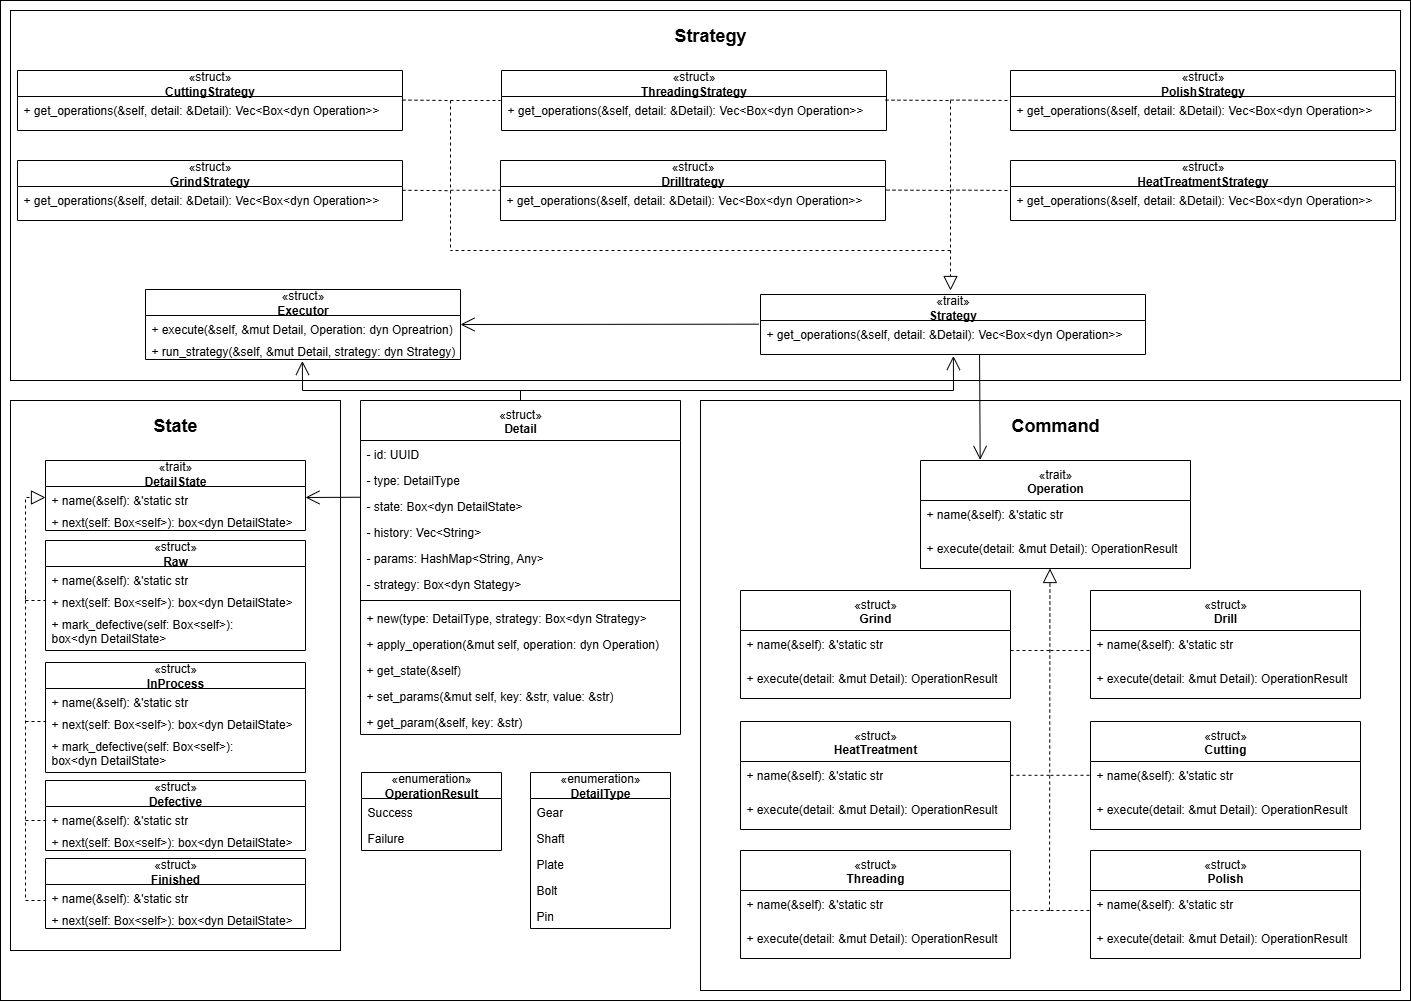 Strategy
«struct»
CuttingStrategy
+ get_operations(&self, detail: &Detail): Vec<Box<dyn Operation>>
«struct»
ThreadingStrategy
+ get_operations(&self, detail: &Detail): Vec<Box<dyn Operation>>
«struct»
PolishStrategy
+ get_operations(&self, detail: &Detail): Vec<Box<dyn Operation>>
«struct»
GrindStrategy
+ get_operations(&self, detail: &Detail): Vec<Box<dyn Operation>>
«struct»
Drilltrategy
+ get_operations(&self, detail: &Detail): Vec<Box<dyn Operation>>
«struct»
HeatTreatmentStrategy
+ get_operations(&self, detail: &Detail): Vec<Box<dyn Operation>>
«struct»
Executor
+ execute(&self, &mut Detail, Operation: dyn Opreatrion)
+ run_strategy(&self, &mut Detail, strategy: dyn Strategy)
«trait»
Strategy
+ get_operations(&self, detail: &Detail): Vec<Box<dyn Operation>>
State
«trait»
DetailState
+ name(&self): &'static str
+ next(self: Box<self>): box<dyn DetailState>
«struct»
Raw
+ name(&self): &'static str
+ next(self: Box<self>): box<dyn DetailState>
+ mark_defective(self: Box<self>):
box<dyn DetailState>
«struct»
InProcess
+ name(&self): &'static str
+ next(self: Box<self>): box<dyn DetailState>
+ mark_defective(self: Box<self>):
box<dyn DetailState>
«struct»
Defective
+ name(&self): &'static str
+ next(self: Box<self>): box<dyn DetailState>
«struct»
Finished
+ name(&self): &'static str
+ next(self: Box<self>): box<dyn DetailState>
«struct»
Detail
- id: UUID
- type: DetailType
- state: Box<dyn DetailState>
- history: Vec<String>
- params: HashMap<String, Any>
- strategy: Box<dyn Stategy>
+ new(type: DetailType, strategy: Box<dyn Strategy>
+ apply_operation(&mut self, operation: dyn Operation)
+ get_state(&self)
+ set_params(&mut self, key: &str, value: &str)
+ get_param(&self, key: &str)
«enumeration»
OperationResult
Success
Failure
«enumeration»
DetailType
Gear
Shaft
Plate
Bolt
Pin
Command
«trait»
Operation
+ name(&self): &'static str
+ execute(detail: &mut Detail): OperationResult
«struct»
Grind
+ name(&self): &'static str
+ execute(detail: &mut Detail): OperationResult
«struct»
Drill
+ name(&self): &'static str
+ execute(detail: &mut Detail): OperationResult
«struct»
HeatTreatment
+ name(&self): &'static str
+ execute(detail: &mut Detail): OperationResult
«struct»
Cutting
+ name(&self): &'static str
+ execute(detail: &mut Detail): OperationResult
«struct»
Threading
+ name(&self): &'static str
+ execute(detail: &mut Detail): OperationResult
«struct»
Polish
+ name(&self): &'static str
+ execute(detail: &mut Detail): OperationResult